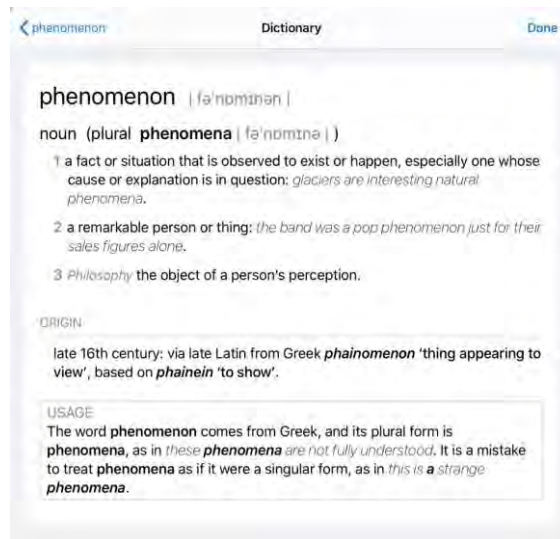 phenomenon Dictionary Done
phenomenon | fəˈnɒmɪnən |
noun (plural phenomena | fəˈnɒmɪnə | )
1 a fact or situation that is observed to exist or happen, especially one whose
cause or explanation is in question: glaciers are interesting natural
phenomena.
2 a remarkable person or thing: the band was a pop phenomenon just for their
sales figures alone.
3 Philosophy the object of a person's perception.
ORIGIN
late 16th century: via late Latin from Greek phainomenon 'thing appearing to
view', based on phainein 'to show'.
USAGE
The word phenomenon comes from Greek, and its plural form is
phenomena, as in these phenomena are not fully understood. It is a mistake
to treat phenomena as if it were a singular form, as in this is a strange
phenomena.